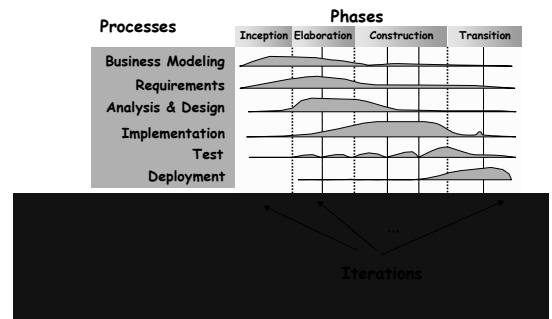 Phases
Processes
Inception Elaboration Construction Transition
Business Modeling
Requirements
Analysis & Design
Implementation
Test
Deployment
...
Iterations